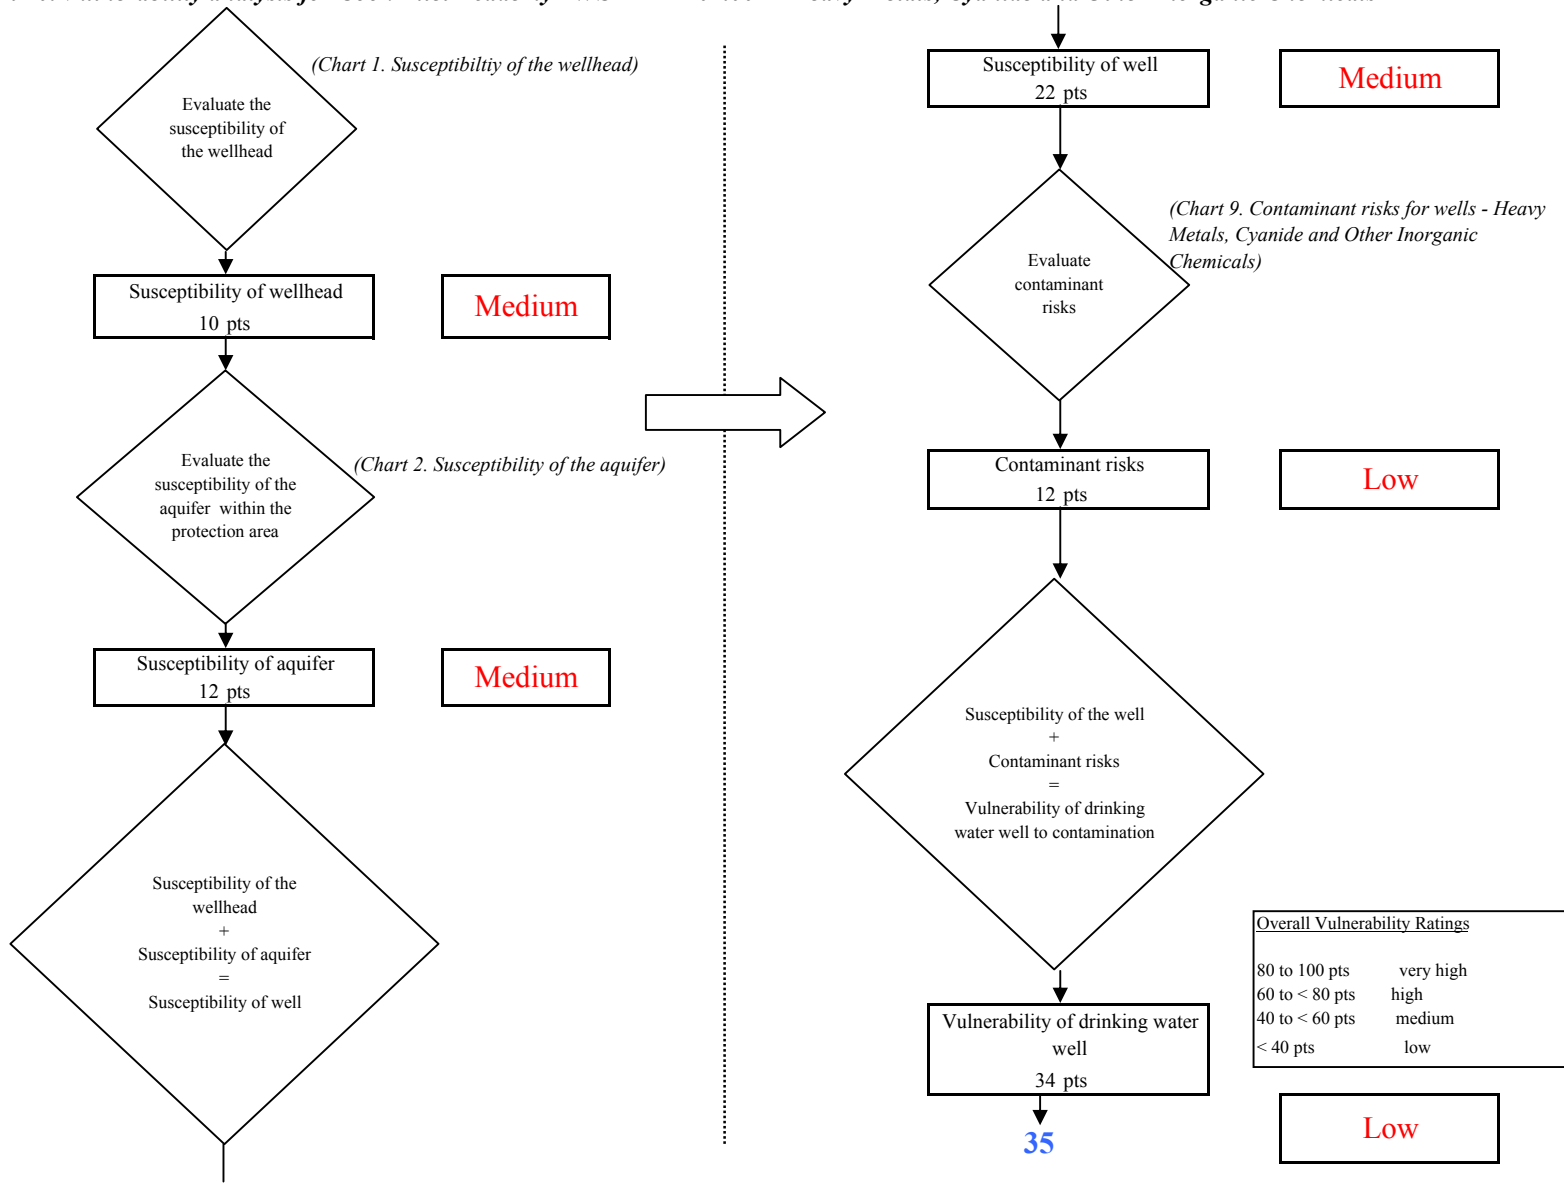 (Chart 1. Susceptibiltiy of the wellhead)
Evaluate the
susceptibility of
the wellhead
Susceptibility of wellhead
10 pts
Medium
Evaluate the
susceptibility of the
aquifer within the
protection area
(Chart 2. Susceptibility of the aquifer)
Susceptibility of aquifer
12 pts
Medium
Susceptibility of the
wellhead
+
Susceptibility of aquifer
=
Susceptibility of well
Susceptibility of well
22 pts
Medium
(Chart 9. Contaminant risks for wells - Heavy
Metals, Cyanide and Other Inorganic
Chemicals)
Evaluate
contaminant
risks
Contaminant risks
12 pts
Low
Susceptibility of the well
+
Contaminant risks
=
Vulnerability of drinking
water well to contamination
Overall Vulnerability Ratings
80 to 100 pts very high
60 to < 80 pts high
40 to < 60 pts medium
< 40 pts low
Vulnerability of drinking water
well
34 pts
35
Low